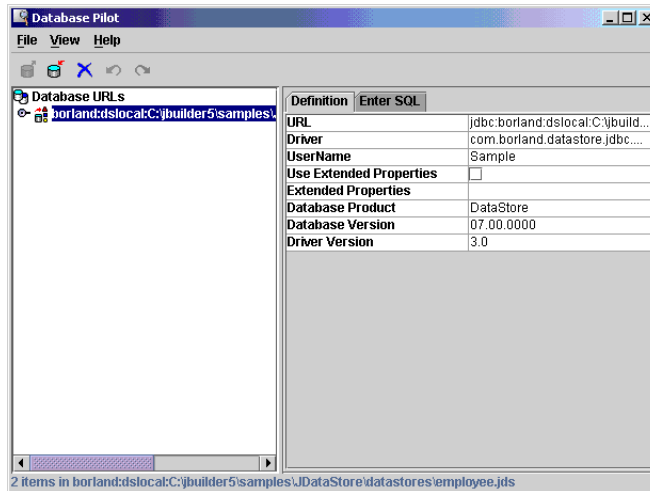 Database Pilot
File View Help
Database URLs
borland:dslocal:C:\jbuilder5\samples\.
Definition Enter SQL
URL jdbc:borland:dslocal:C:\jbuild...
Driver com.borland.datastore.jdbc....
UserName Sample
Use Extended Properties
Extended Properties
Database Product DataStore
Database Version 07.00.0000
Driver Version 3.0
2 items in borland:dslocal:C:\jbuilder5\samples\JDataStore\datastores\employee.jds